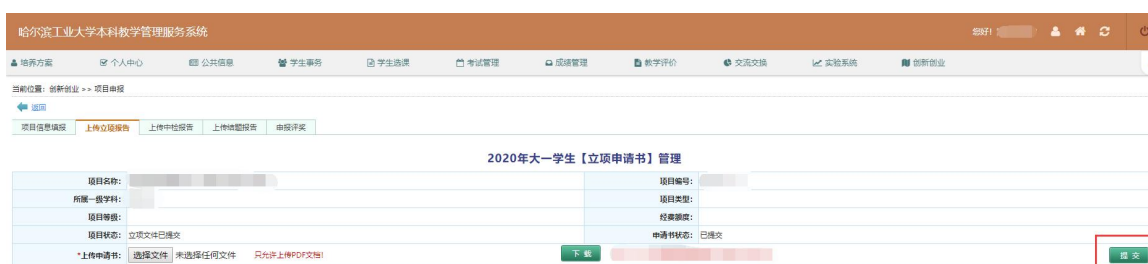 哈尔滨工业大学本科教学管理服务系统 您好！
培养方案 个人中心 公共信息 学生事务 学生选课 考试管理 成绩管理 教学评价 交流交换 实验系统 创新创业
当前位置：创新创业 >> 项目申报
返回
项目信息填报 上传立项报告 上传中检报告 上传结题报告 申报评奖
2020年大一学生【立项申请书】管理
项目名称： 项目编号：
所属一级学科： 项目类型：
项目等级： 经费额度：
项目状态： 立项文件已提交 申请书状态： 已提交
*上传申请书： 选择文件 未选择任何文件 只允许上传PDF文档! 下 载 提 交